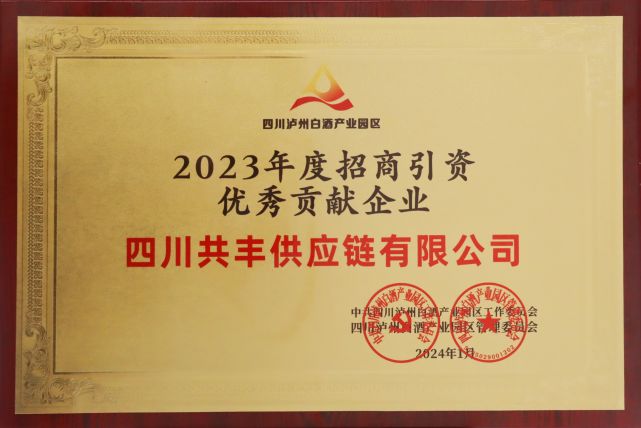 四川泸州白酒产业园区
2023年度招商引资
优秀贡献企业
四川共丰供应链有限公司
中共四川泸州白酒产业园区工作委员会
四川泸州白酒产业园区管理委员会
2024年1月